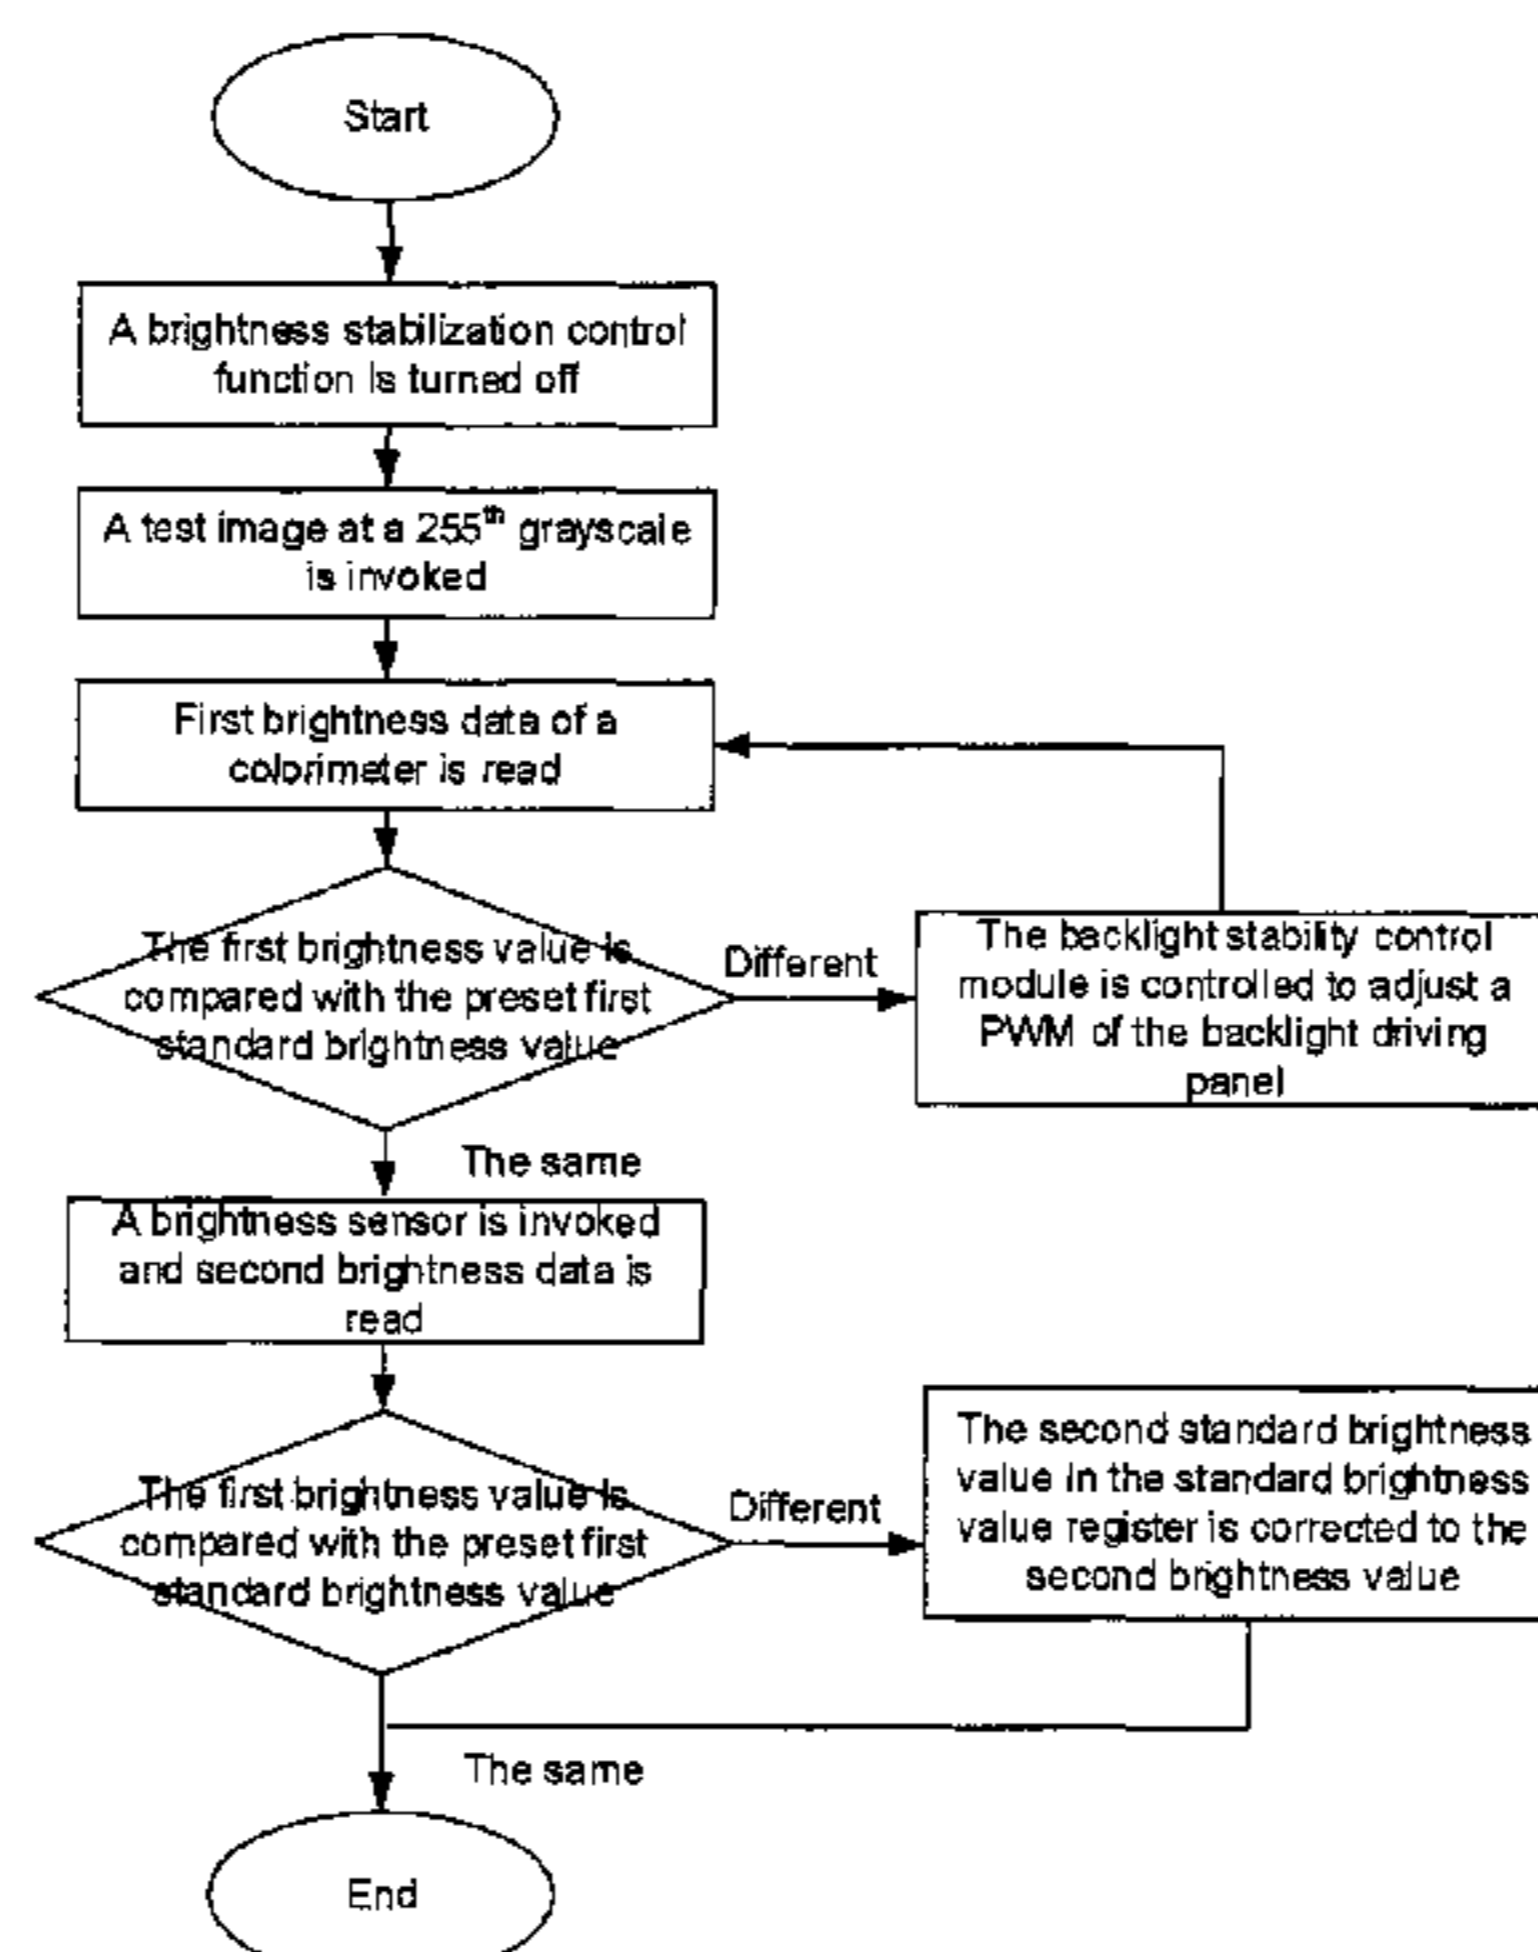 Start
A brightness stabilization control
function is turned off
A test image at a 255th grayscale
is invoked
First brightness data of a
colorimeter is read
The first brightness value is
compared with the preset first
standard brightness value
Different
The backlight stability control
module is controlled to adjust a
PWM of the backlight driving
panel
The same
A brightness sensor is invoked
and second brightness data is
read
The first brightness value is
compared with the preset first
standard brightness value
Different
The second standard brightness
value in the standard brightness
value register is corrected to the
second brightness value
The same
End